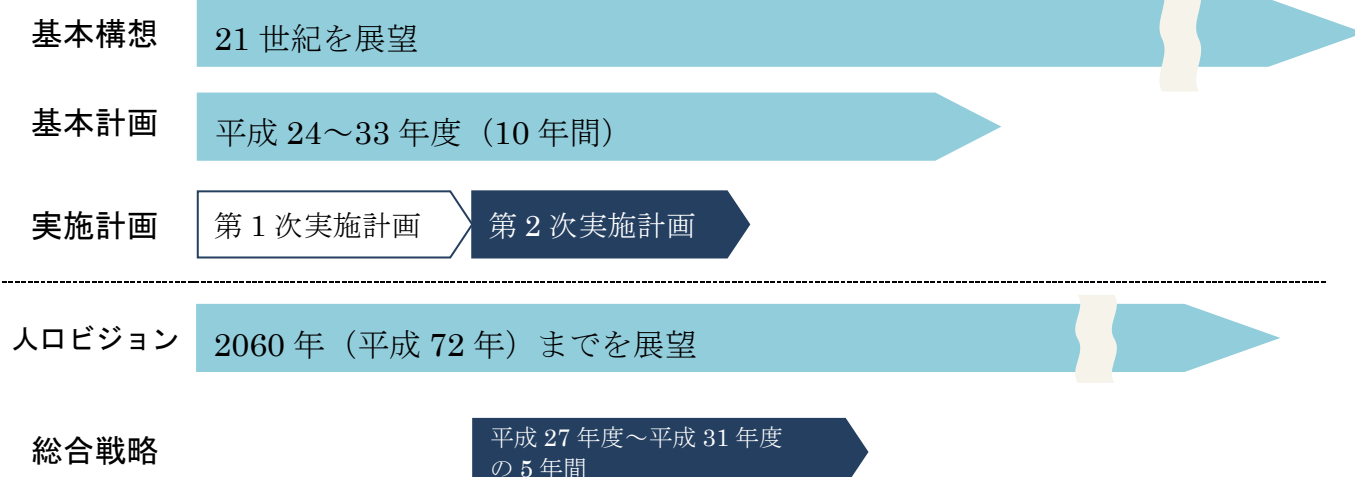 基本構想
21 世紀を展望
基本計画
平成 24～33 年度（10 年間）
実施計画
第 1 次実施計画
第 2 次実施計画
人口ビジョン
2060 年（平成 72 年）までを展望
総合戦略
平成 27 年度～平成 31 年度
の 5 年間